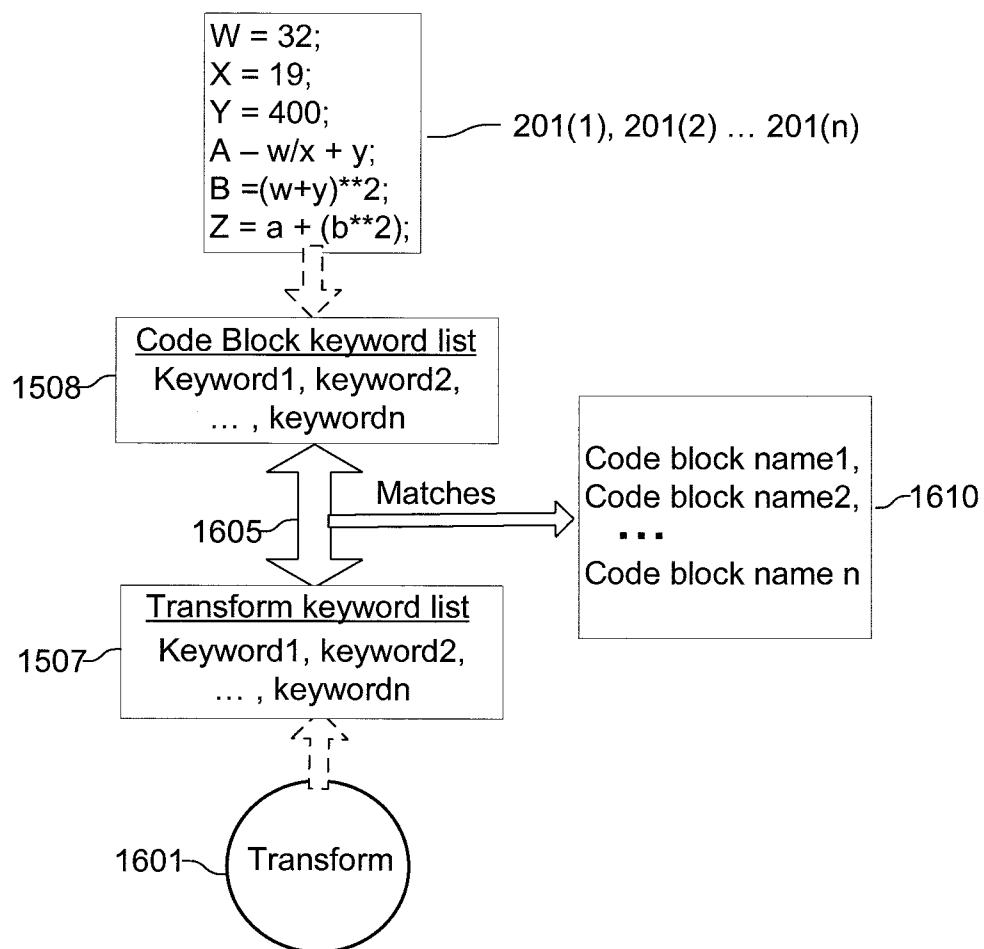 W = 32;
X = 19;
Y = 400;
A – w/x + y;
B =(w+y)**2;
Z = a + (b**2);
201(1), 201(2) ... 201(n)
Code Block keyword list
Keyword1, keyword2,
... , keywordn
1508
Matches
1605
Code block name1,
Code block name2,
...
Code block name n
1610
Transform keyword list
Keyword1, keyword2,
... , keywordn
1507
1601
Transform